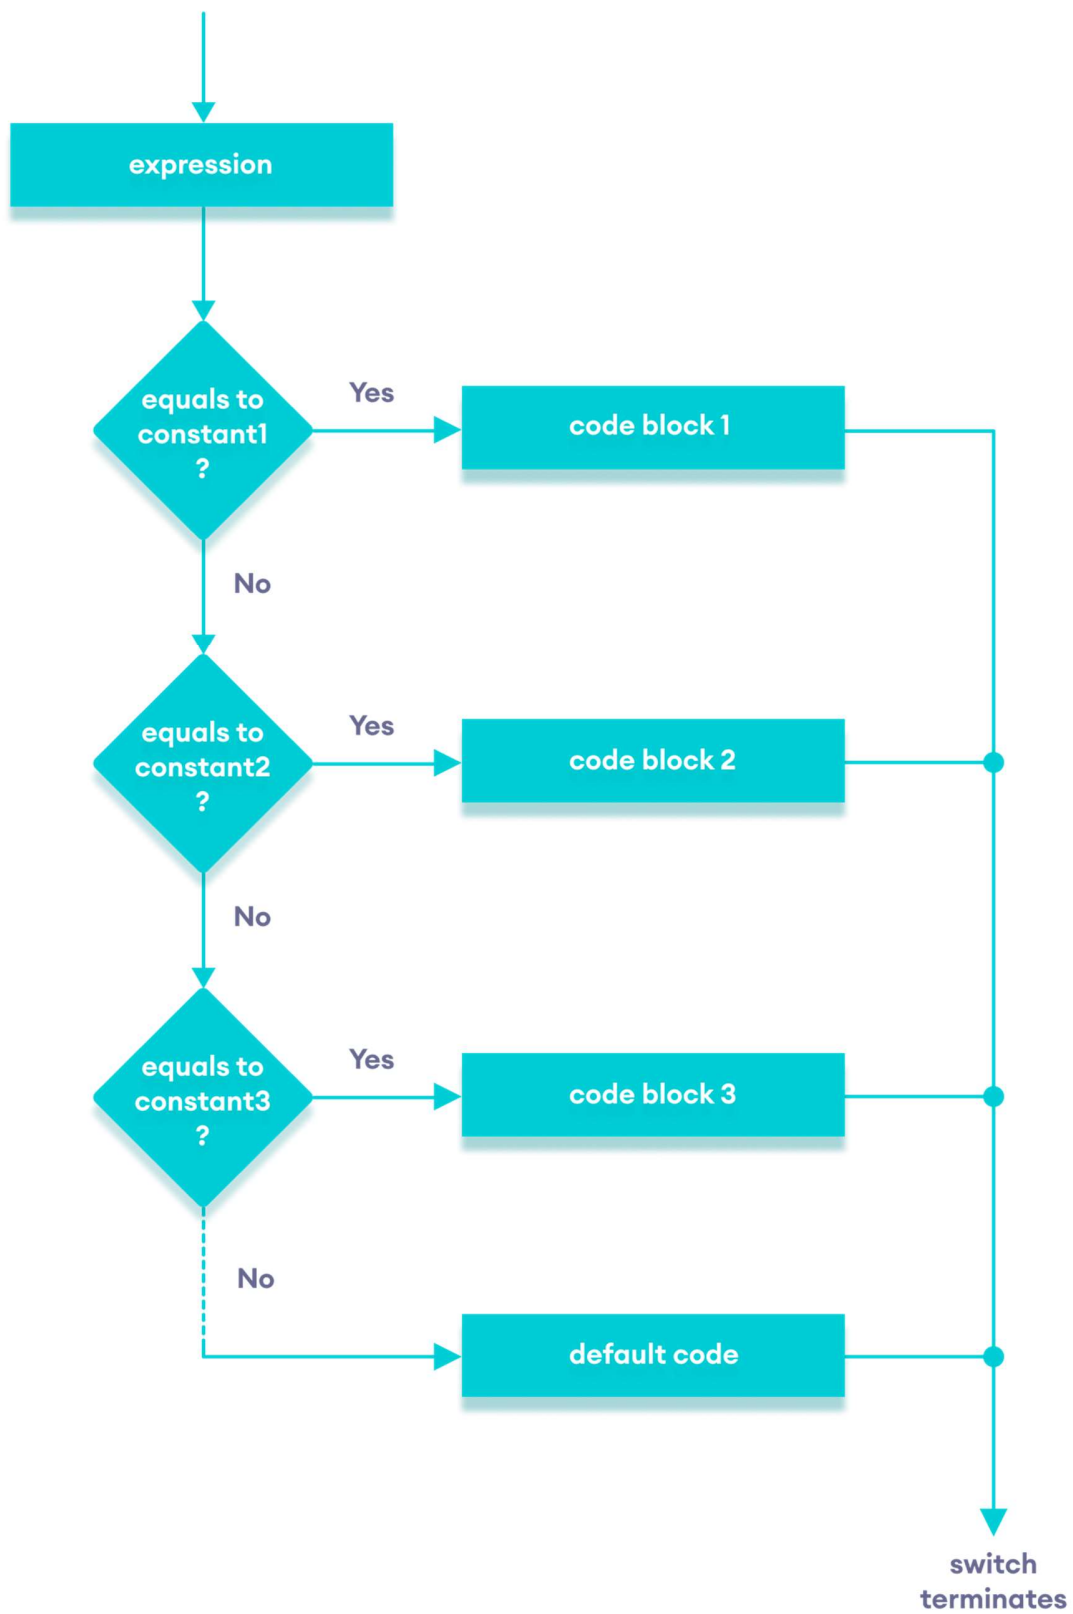 expression
equals to
constant1
?
Yes
code block 1
No
equals to
constant2
?
Yes
code block 2
No
equals to
constant3
?
Yes
code block 3
No
default code
switch
terminates